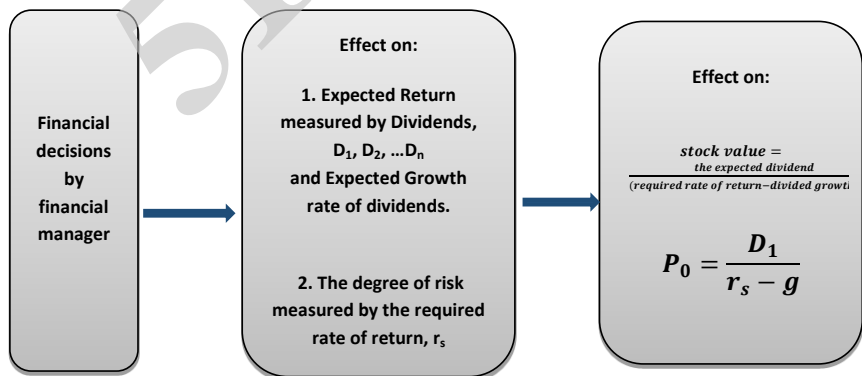 Financial
decisions
by
financial
manager
Effect on:
1. Expected Return
measured by Dividends,
D₁, D₂, …Dₙ
and Expected Growth
rate of dividends.
2. The degree of risk
measured by the required
rate of return, rₛ
Effect on:
stock value =
the expected dividend
(required rate of return−divided growth
P₀ = D₁ / (rₛ − g)